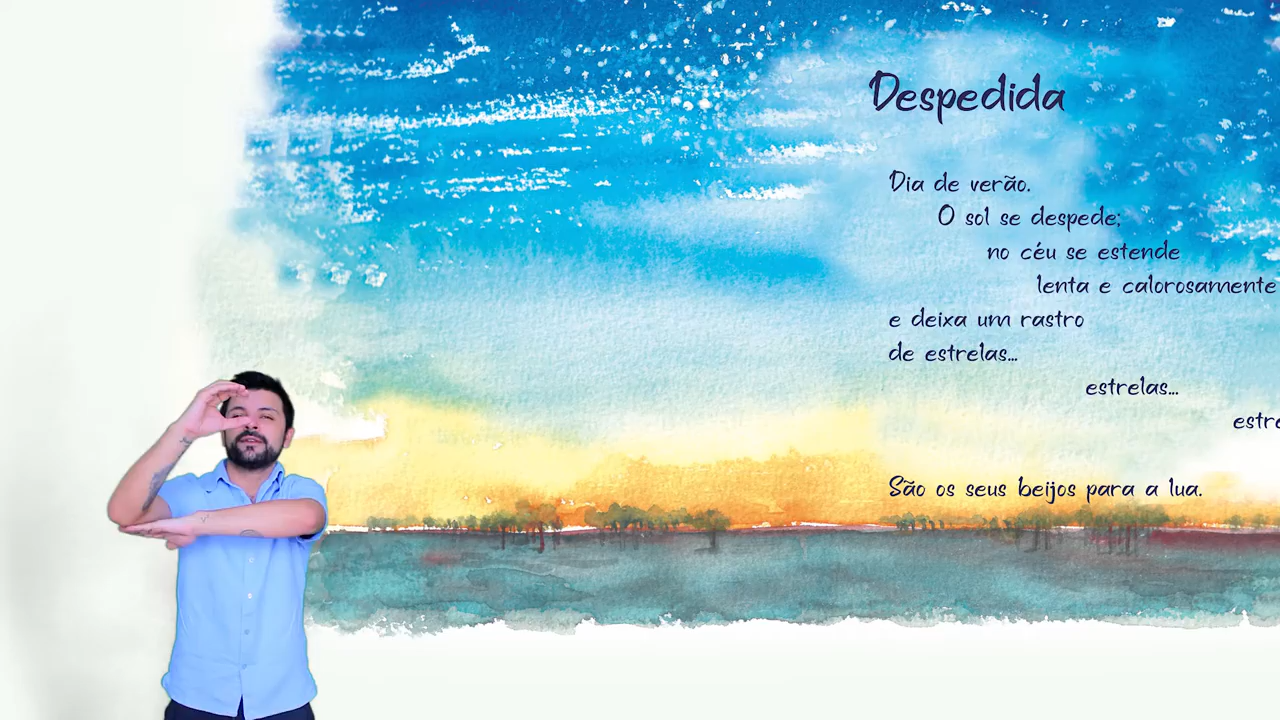 Despedida
Dia de verão.
O sol se despede;
no céu se estende
lenta e calorosamente
e deixa um rastro
de estrelas...
estrelas...
São os seus beijos para a lua.